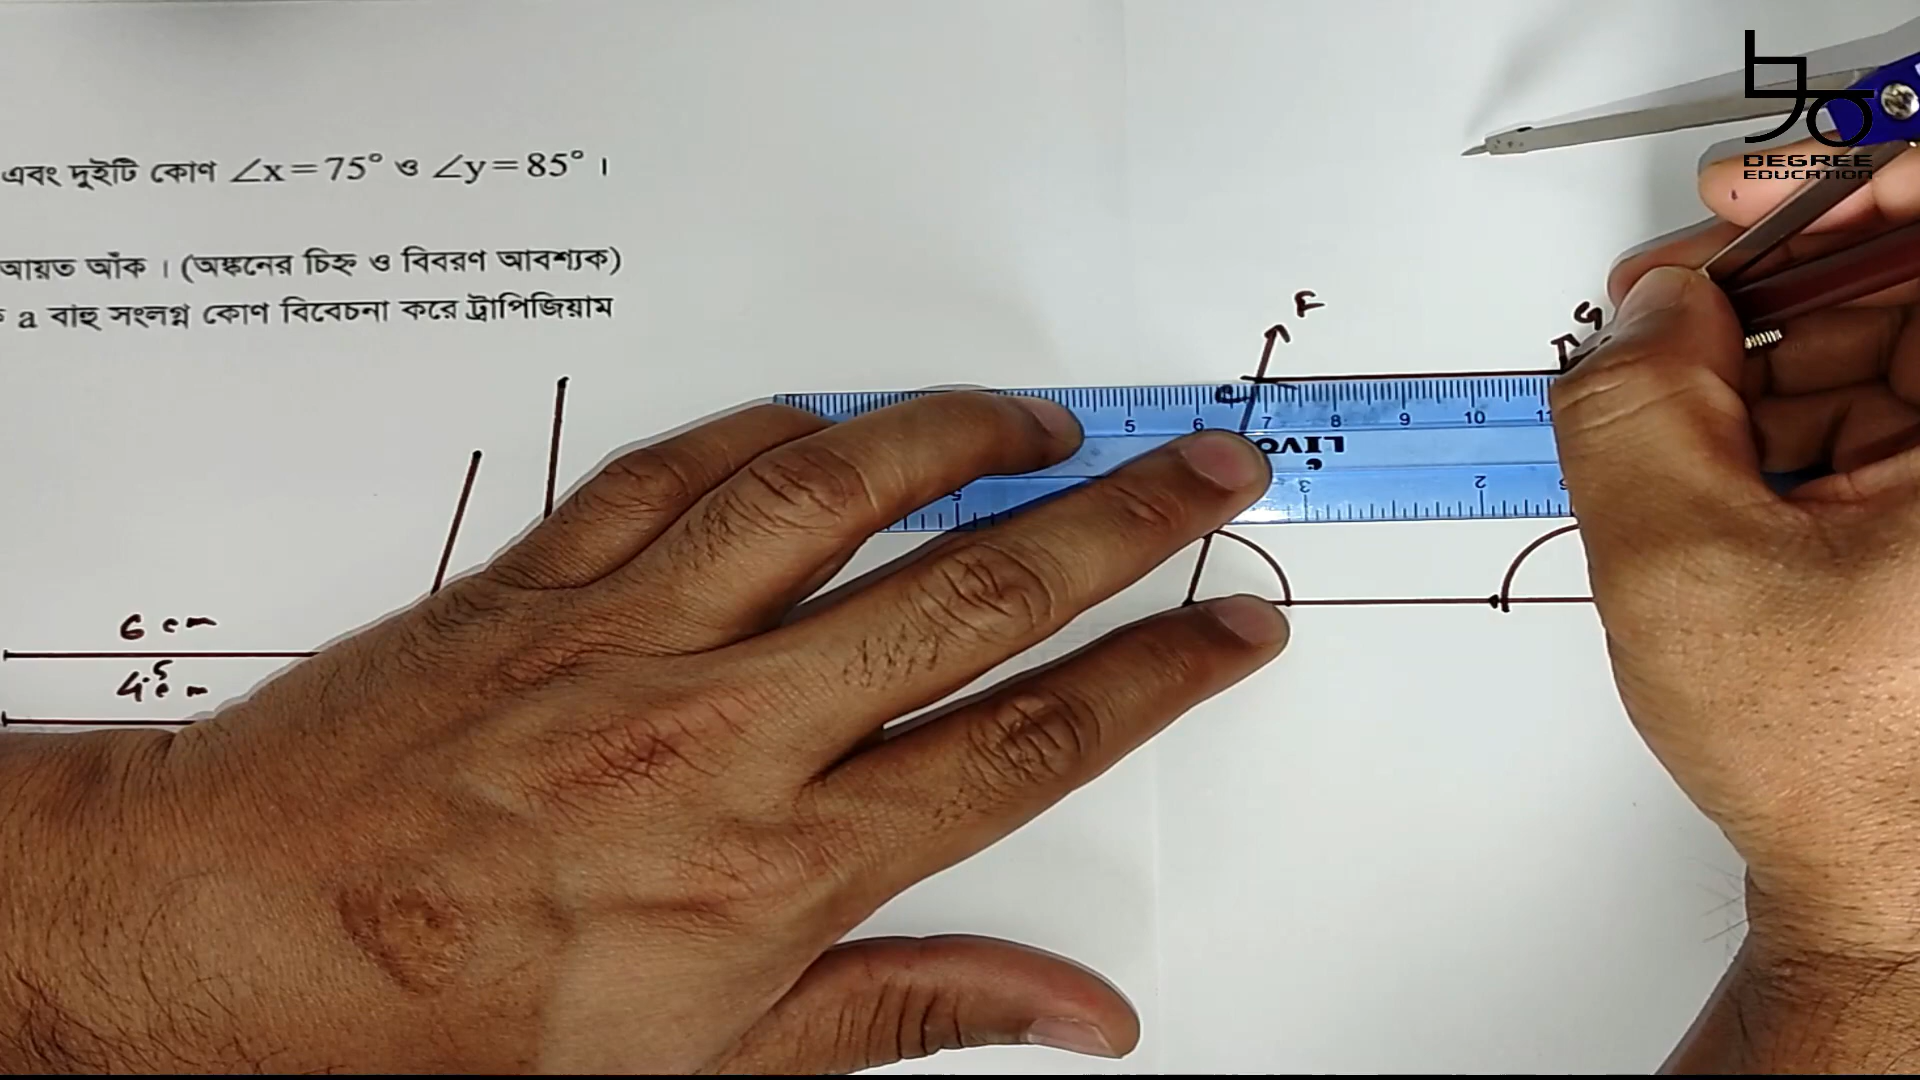 এবং দুইটি কোণ ∠x=75° ও ∠y=85° ।
আয়ত আঁক । (অঙ্কনের চিহ্ন ও বিবরণ আবশ্যক)
a বাহু সংলগ্ন কোণ বিবেচনা করে ট্রাপিজিয়াম
6 cm
4.5 cm
F
G
e
5 6 7 8 9 10 11
LIVO
5 3 2
DEGREE
EDUCATION